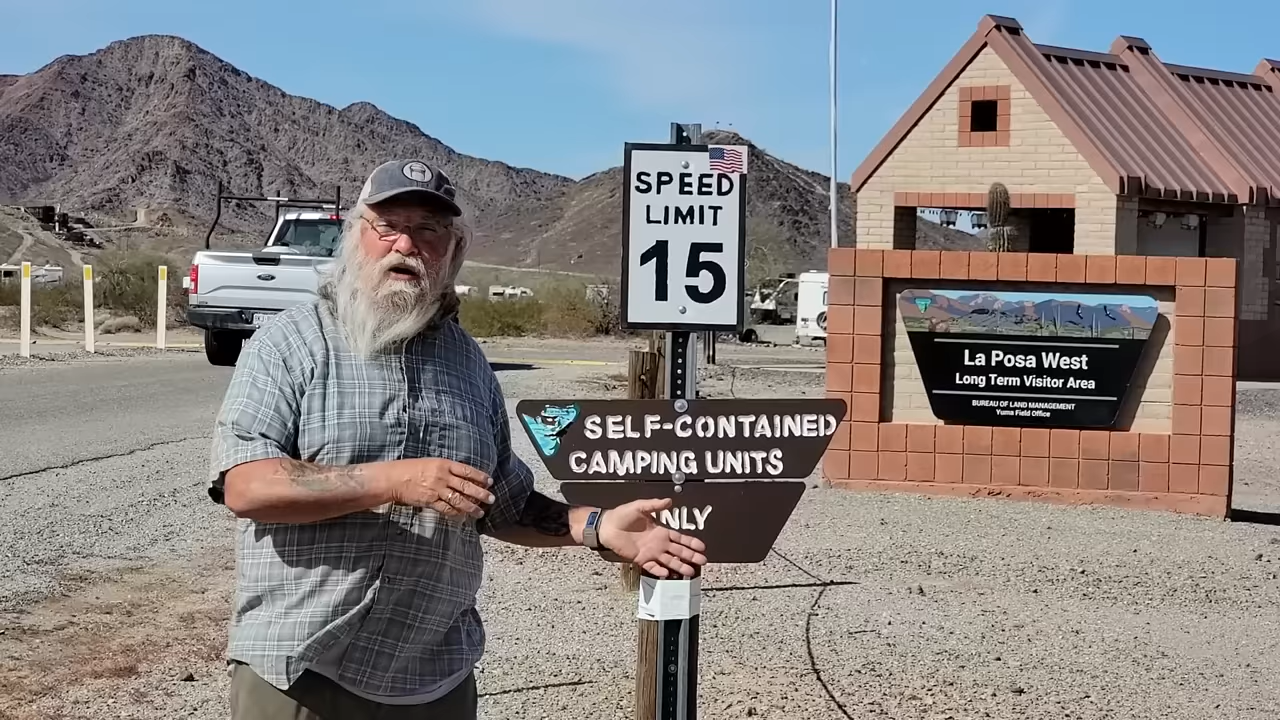 SPEED
LIMIT
15
SELF-CONTAINED
CAMPING UNITS
NLY
La Posa West
Long Term Visitor Area
BUREAU OF LAND MANAGEMENT
Yuma Field Office